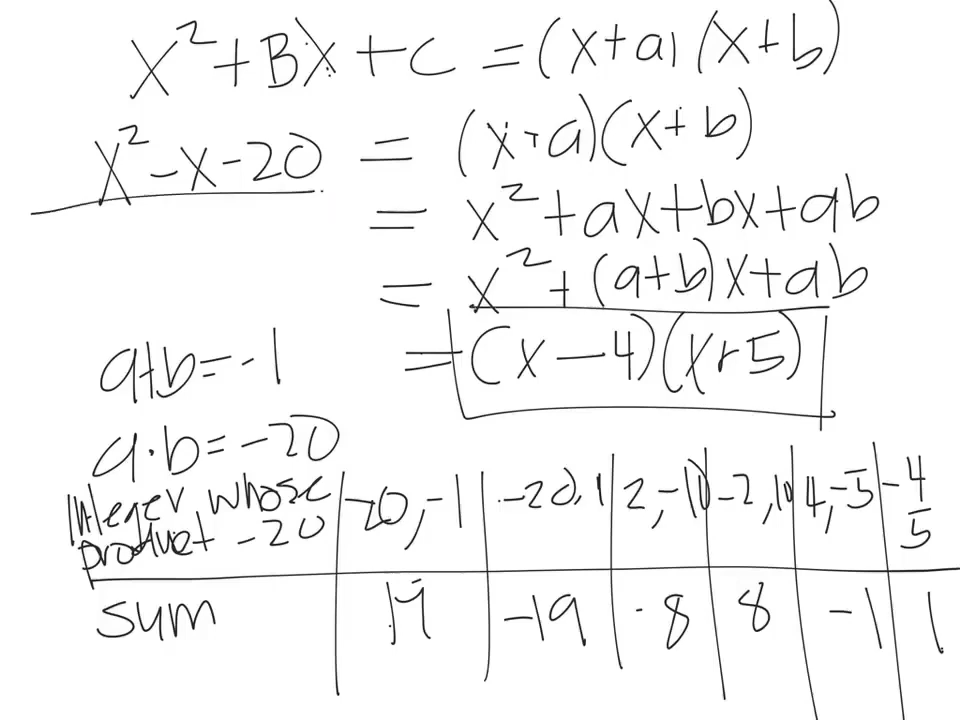 x² + Bx + c = (x+a) (x+b)
x² - x - 20 = (x+a)(x+b)
= x² + ax + bx + ab
= x² + (a+b)x + ab
a+b = -1 = (x - 4)(x + 5)
a·b = -20
Integer whose product -20 20, -1 -20, 1 2, -10 -2, 10 4, -5 -4 5
sum 19 -19 -8 8 -1 1